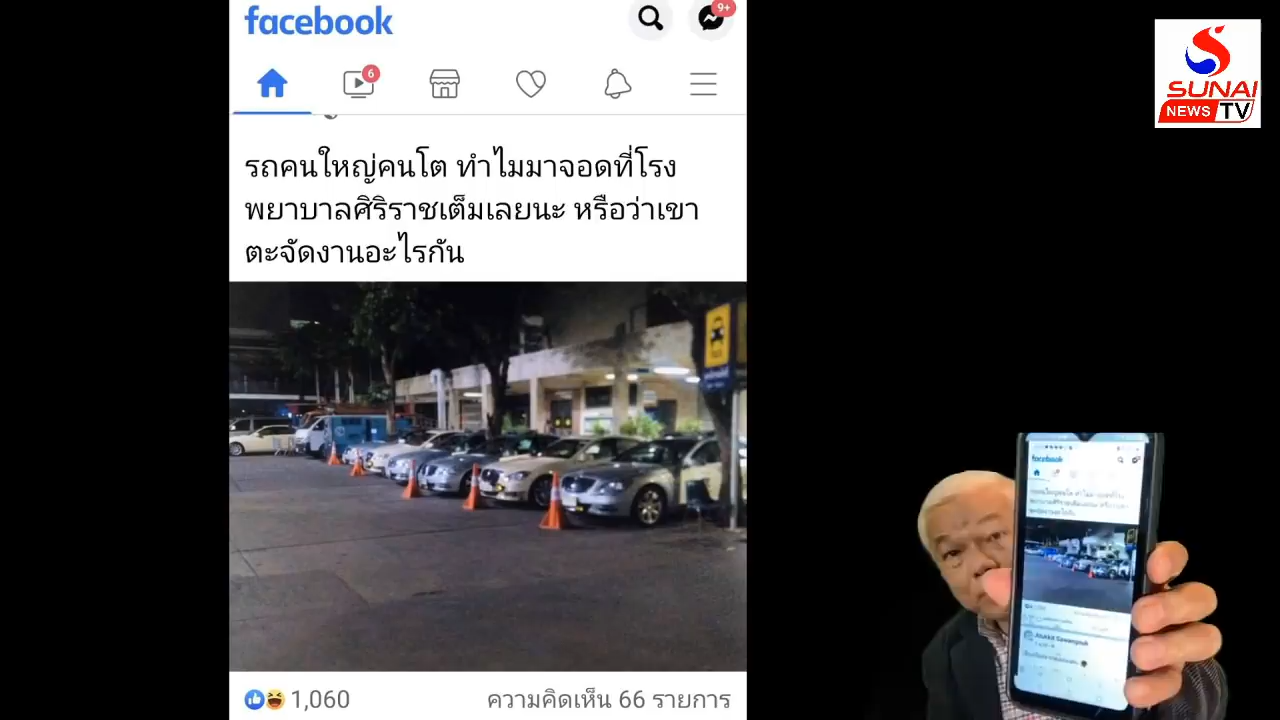 facebook
9+
6
SUNAI
NEWS TV
รถคนใหญ่คนโต ทำไมมาจอดที่โรง
พยาบาลศิริราชเต็มเลยนะ หรือว่าเขา
ตะจัดงานอะไรกัน
1,060
ความคิดเห็น 66 รายการ
facebook